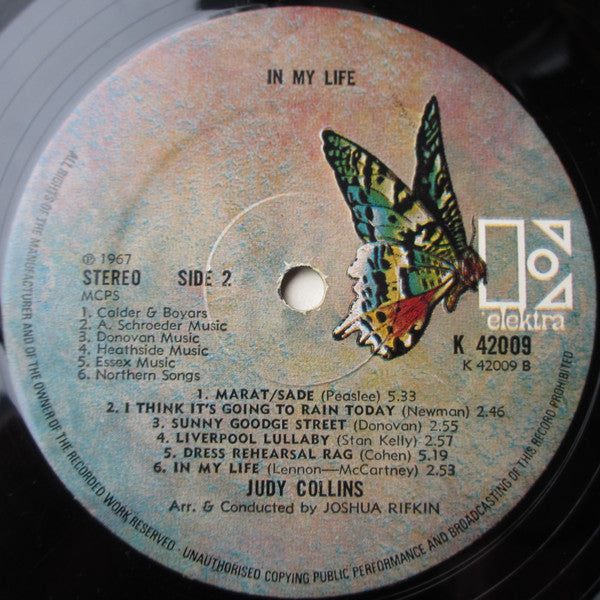 IN MY LIFE
℗ 1967
STEREO SIDE 2
MCPS
1. Calder & Boyars
2. A. Schroeder Music
3. Donovan Music
4. Heathside Music
5. Essex Music
6. Northern Songs
elektra
K 42009
K 42009 B
1. MARAT/SADE (Peaslee) 5.33
2. I THINK IT'S GOING TO RAIN TODAY (Newman) 2.46
3. SUNNY GOODGE STREET (Donovan) 2.55
4. LIVERPOOL LULLABY (Stan Kelly) 2.57
5. DRESS REHEARSAL RAG (Cohen) 5.19
6. IN MY LIFE (Lennon—McCartney) 2.53
JUDY COLLINS
Arr. & Conducted by JOSHUA RIFKIN
ALL RIGHTS OF THE MANUFACTURER AND OF THE OWNER OF THE RECORDED WORK RESERVED - UNAUTHORISED COPYING PUBLIC PERFORMANCE AND BROADCASTING OF THIS RECORD PROHIBITED